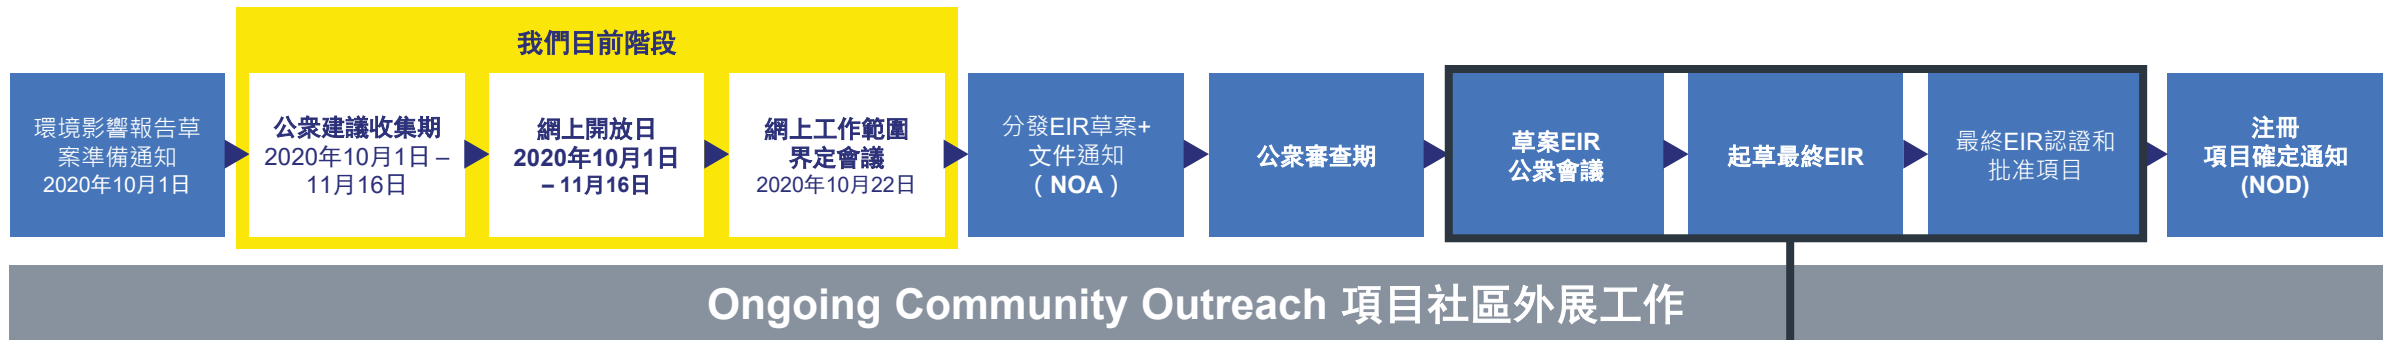 我們目前階段
環境影響報告草
案準備通知
2020年10月1日
公衆建議收集期
2020年10月1日 –
11月16日
網上開放日
2020年10月1日
– 11月16日
網上工作範圍
界定會議
2020年10月22日
分發EIR草案+
文件通知
（NOA）
公衆審查期
草案EIR
公衆會議
起草最終EIR
最終EIR認證和
批准項目
注冊
項目確定通知
(NOD)
Ongoing Community Outreach 項目社區外展工作